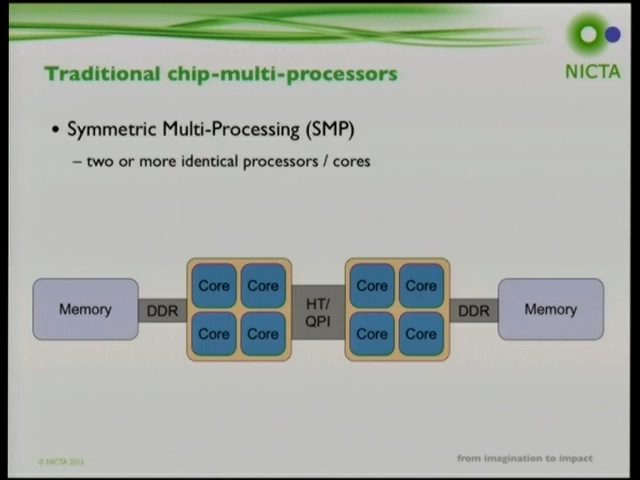 NICTA
Traditional chip-multi-processors
• Symmetric Multi-Processing (SMP)
– two or more identical processors / cores
Memory
DDR
Core Core
Core Core
HT/
QPI
Core Core
Core Core
DDR
Memory
© NICTA 2012
from imagination to impact